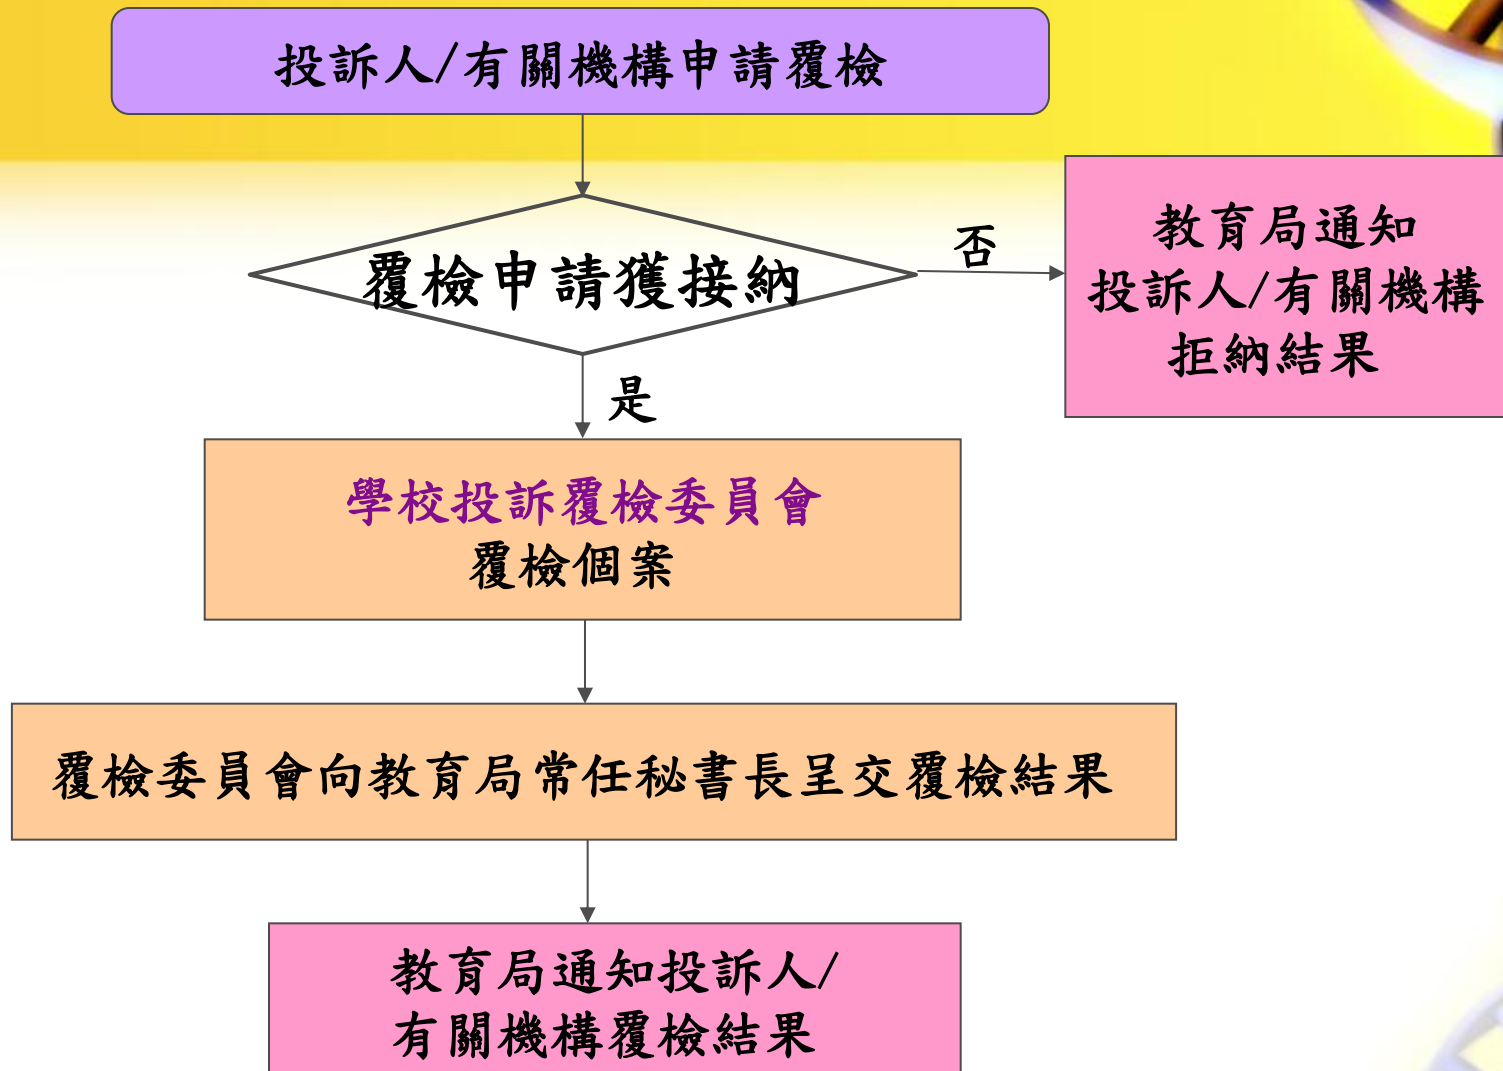 投訴人/有關機構申請覆檢
覆檢申請獲接納
否
教育局通知
投訴人/有關機構
拒納結果
是
學校投訴覆檢委員會
覆檢個案
覆檢委員會向教育局常任秘書長呈交覆檢結果
教育局通知投訴人/
有關機構覆檢結果